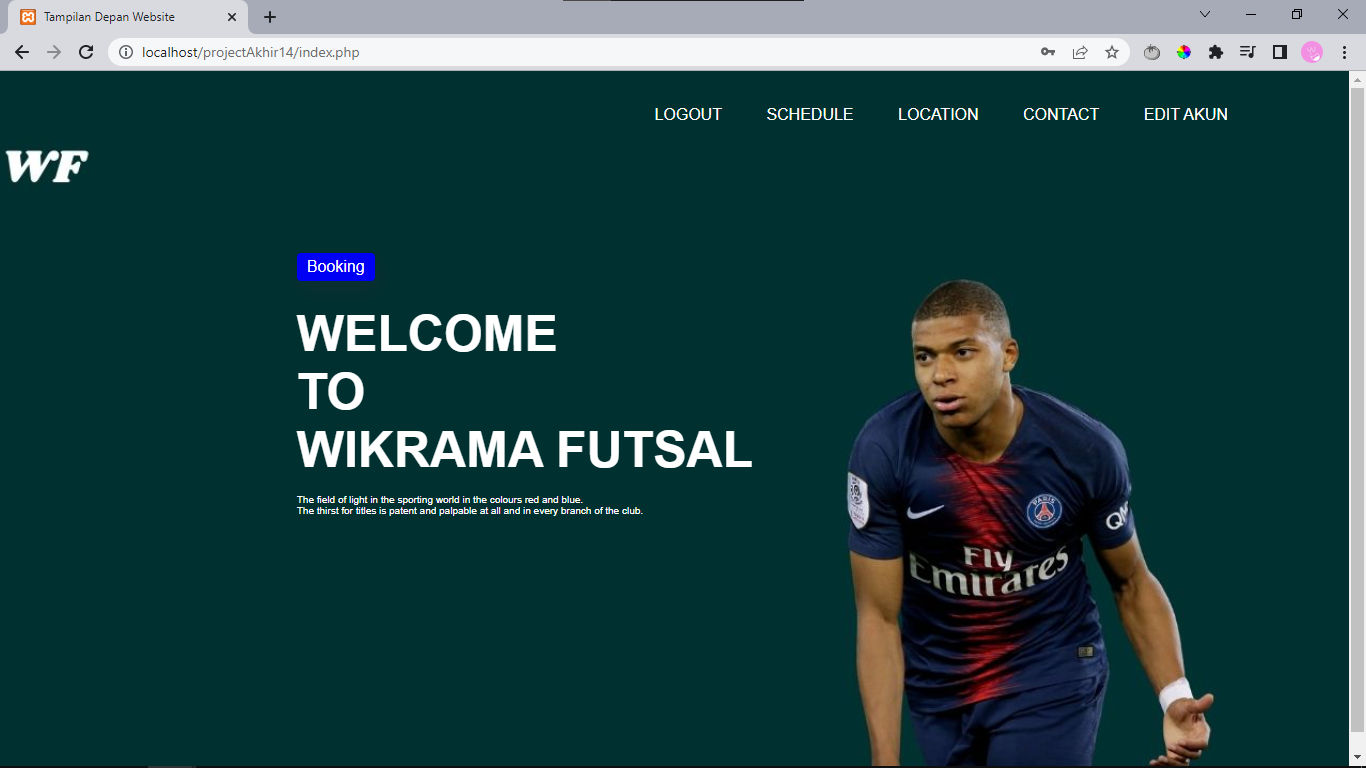 Tampilan Depan Website
localhost/projectAkhir14/index.php
LOGOUT SCHEDULE LOCATION CONTACT EDIT AKUN
WF
Booking
WELCOME
TO
WIKRAMA FUTSAL
The field of light in the sporting world in the colours red and blue.
The thirst for titles is patent and palpable at all and in every branch of the club.
PARIS
Fly
Emirates